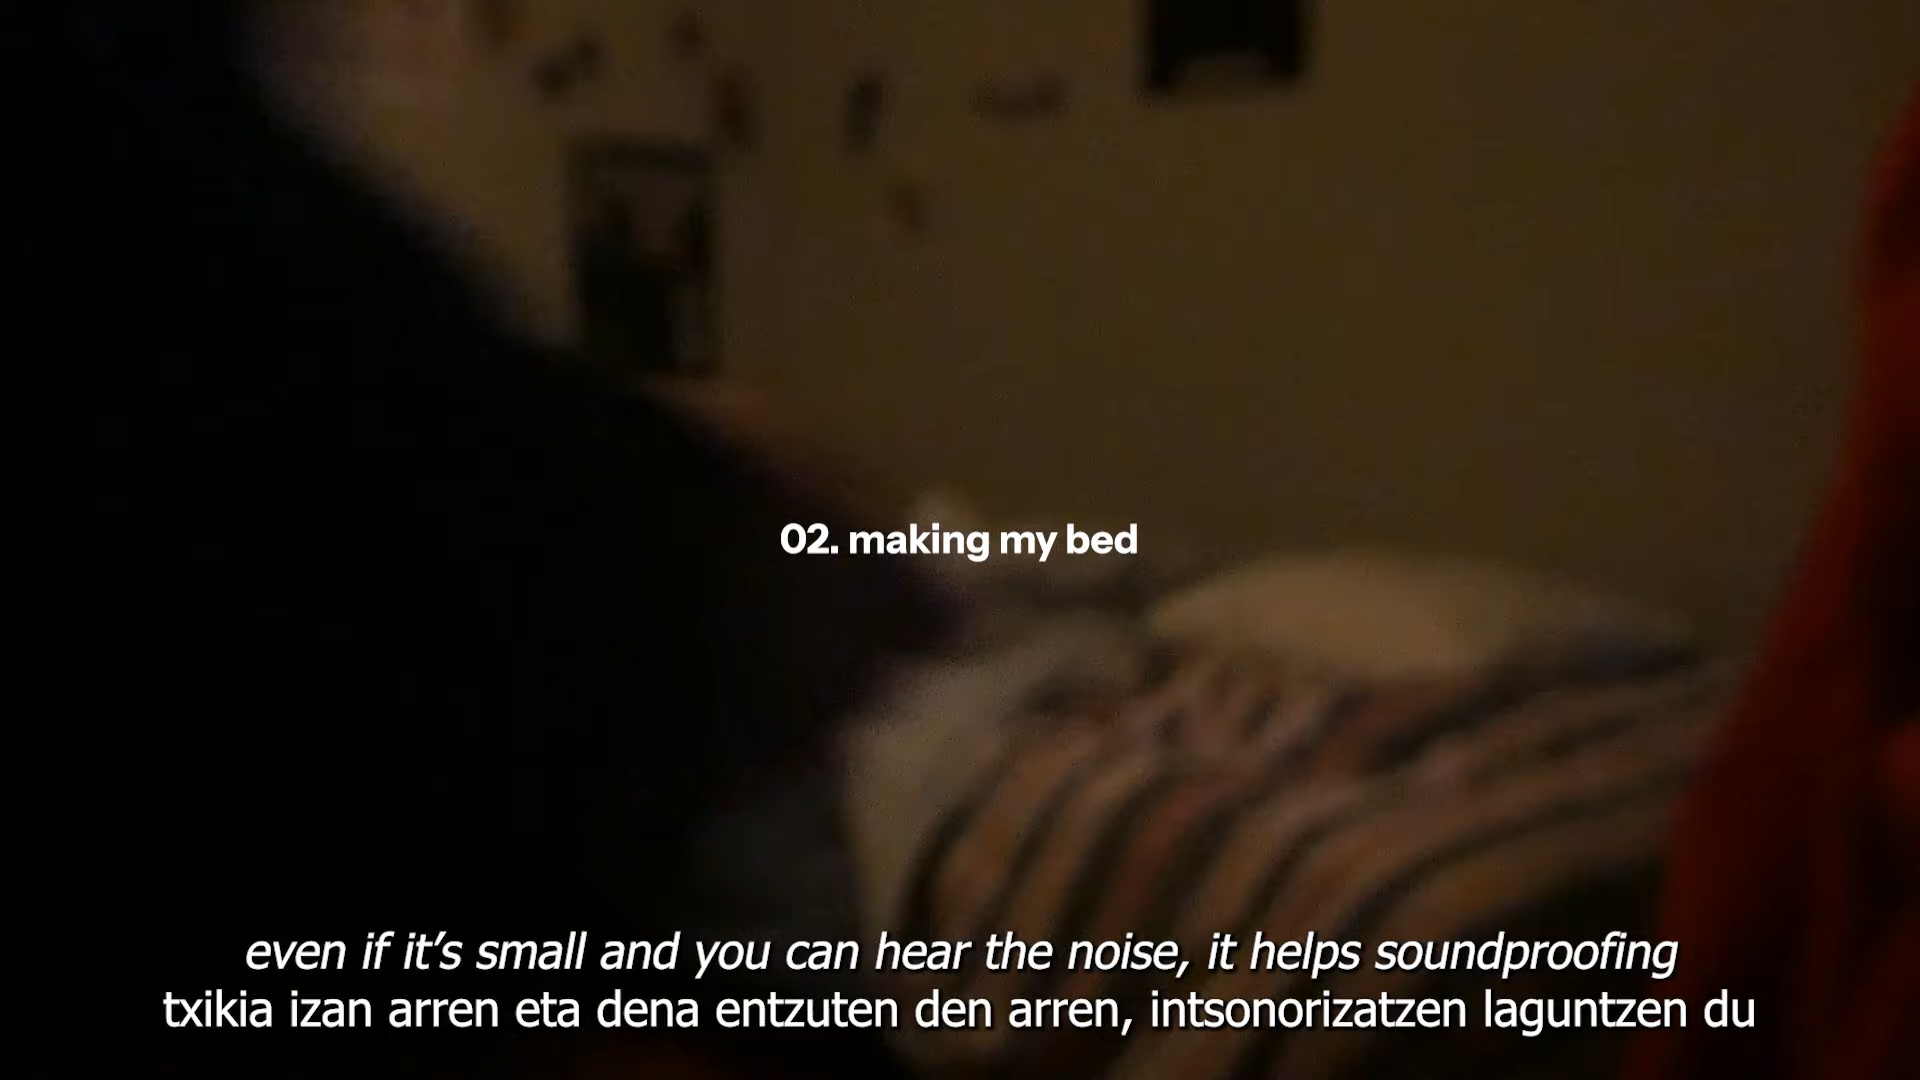 02. making my bed
even if it’s small and you can hear the noise, it helps soundproofing
txikia izan arren eta dena entzuten den arren, intsonorizatzen laguntzen du